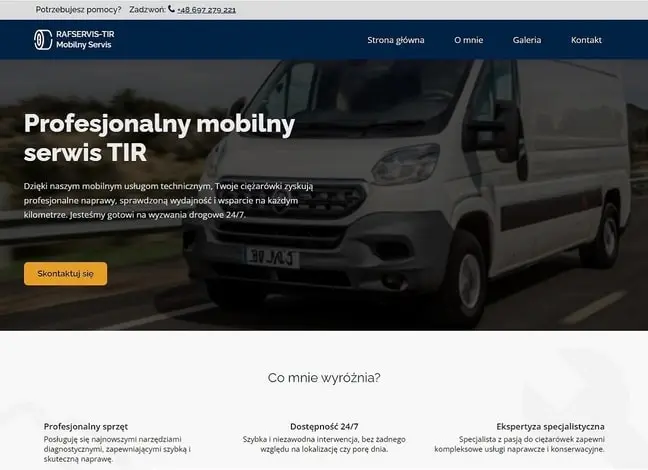 Potrzebujesz pomocy? Zadzwoń: +48 697 279 221
RAFSERVIS-TIR
Mobilny Servis
Strona główna O mnie Galeria Kontakt
Profesjonalny mobilny
serwis TIR
Dzięki naszym mobilnym usługom technicznym, Twoje ciężarówki zyskują
profesjonalne naprawy, sprawdzoną wydajność i wsparcie na każdym
kilometrze. Jesteśmy gotowi na wyzwania drogowe 24/7.
Skontaktuj się
Co mnie wyróżnia?
Profesjonalny sprzęt
Posługuję się najnowszymi narzędziami
diagnostycznymi, zapewniającymi szybką i
skuteczną naprawę.
Dostępność 24/7
Szybka i niezawodna interwencja, bez żadnego
względu na lokalizację czy porę dnia.
Ekspertyza specjalistyczna
Specjalista z pasją do ciężarówek zapewni
kompleksowe usługi naprawcze i konserwacyjne.